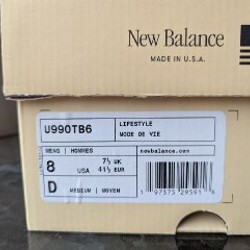 New Balance
MADE IN U.S.A.
U990TB6
LIFESTYLE
MODE DE VIE
MENS | HOMMES
8 USA
7½ UK
41½ EUR
D
MEDIUM | MOYEN
newbalance.com